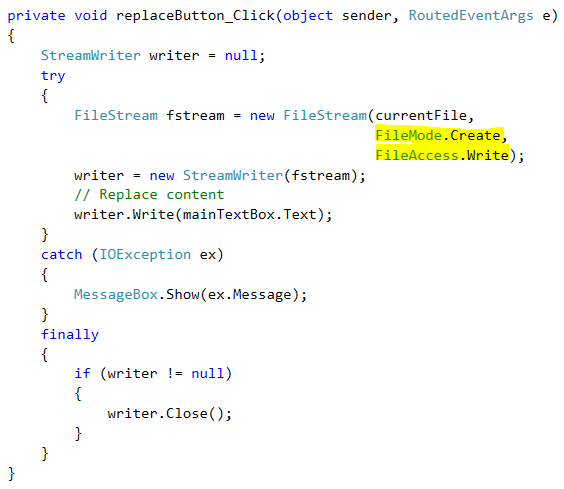 private void replaceButton_Click(object sender, RoutedEventArgs e)
{
    StreamWriter writer = null;
    try
    {
        FileStream fstream = new FileStream(currentFile,
                                            FileMode.Create,
                                            FileAccess.Write);
        writer = new StreamWriter(fstream);
        // Replace content
        writer.Write(mainTextBox.Text);
    }
    catch (IOException ex)
    {
        MessageBox.Show(ex.Message);
    }
    finally
    {
        if (writer != null)
        {
            writer.Close();
        }
    }
}